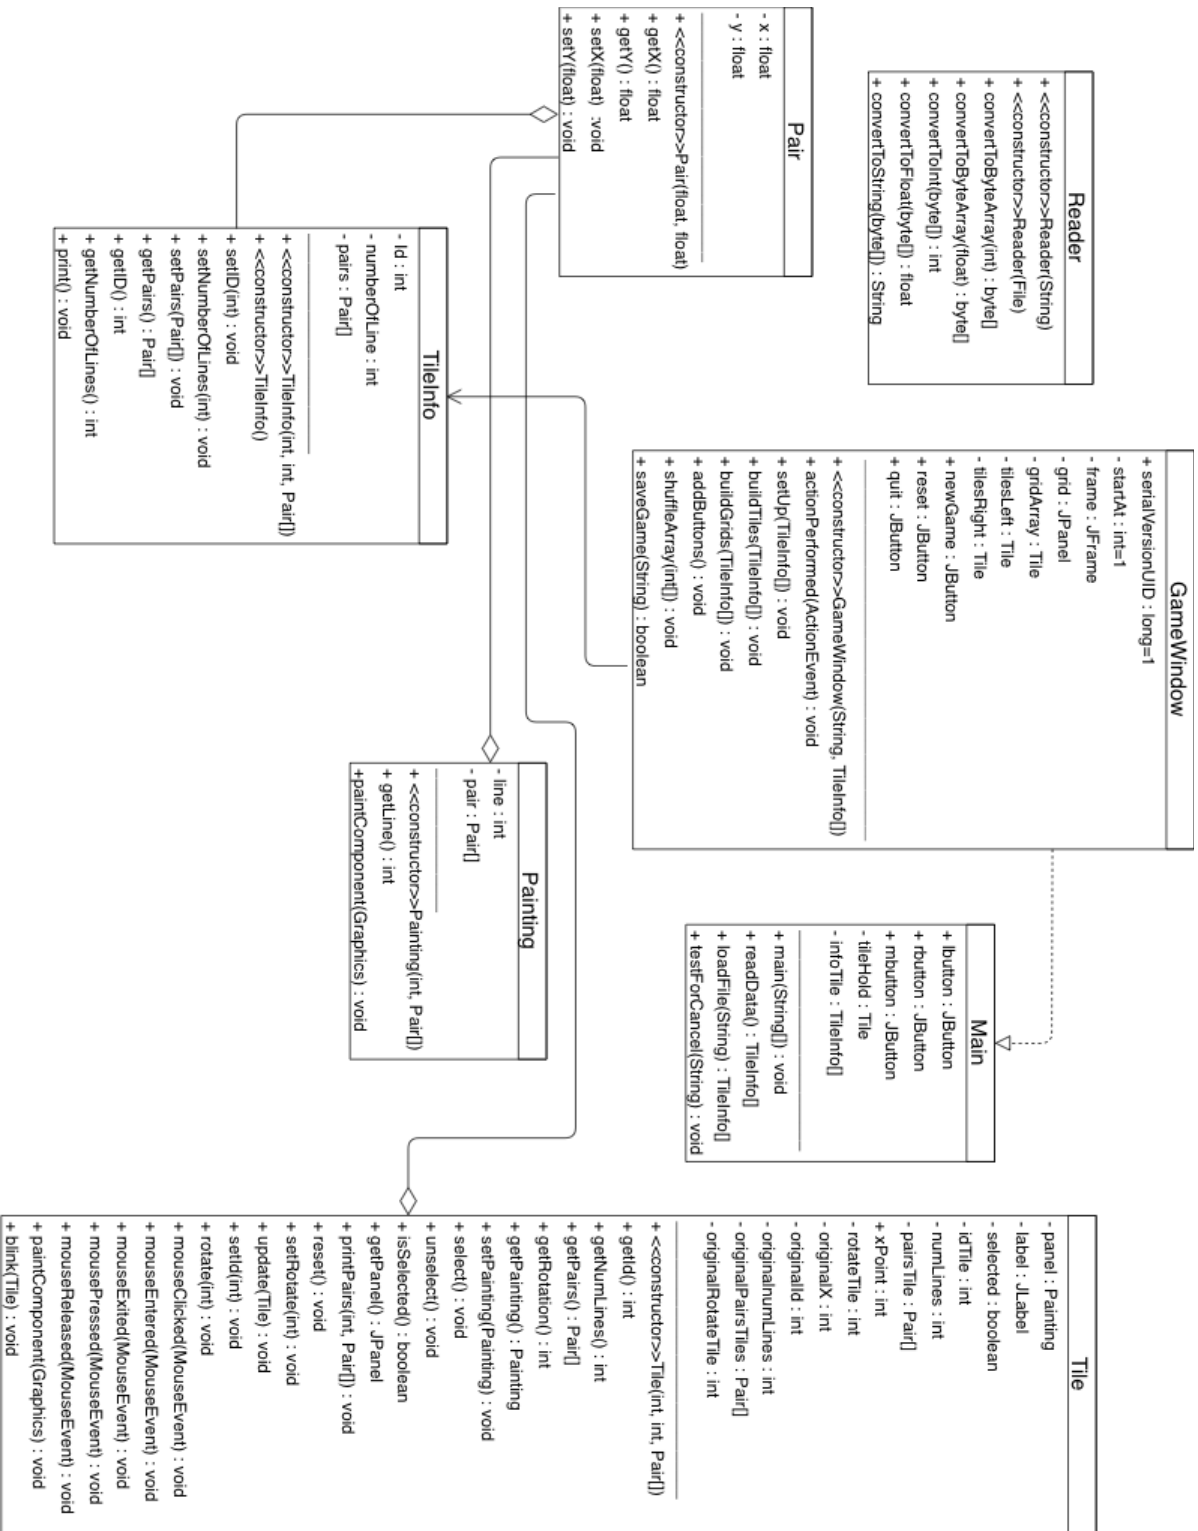 Reader
+ <<constructor>>Reader(String)
+ <<constructor>>Reader(File)
+ convertToByteArray(int) : byte[]
+ convertToByteArray(float) : byte[]
+ convertToInt(byte[]) : int
+ convertToFloat(byte[]) : float
+ convertToString(byte[]) : String
Pair
- x : float
- y : float
+ <<constructor>>Pair(float, float)
+ getX() : float
+ getY() : float
+ setX(float) :void
+ setY(float) : void
GameWindow
+ serialVersionUID : long=1
- startAt : int=1
- frame : JFrame
- grid : JPanel
- gridArray : Tile
- tilesLeft : Tile
- tilesRight : Tile
+ newGame : JButton
+ reset : JButton
+ quit : JButton
+ <<constructor>>GameWindow(String, TileInfo[])
+ actionPerformed(ActionEvent) : void
+ setUp(TileInfo[]) : void
+ buildTiles(TileInfo[]) : void
+ buildGrids(TileInfo[]) : void
+ addButtons() : void
+ shuffleArray(int[]) : void
+ saveGame(String) : boolean
TileInfo
- Id : int
- numberOfLine : int
- pairs : Pair[]
+ <<constructor>>TileInfo(int, int, Pair[])
+ <<constructor>>TileInfo()
+ setID(int) : void
+ setNumberOfLines(int) : void
+ setPairs(Pair[]) : void
+ getPairs() : Pair[]
+ getID() : int
+ getNumberOfLines() : int
+ print() : void
Main
+ lbutton : JButton
+ rbutton : JButton
+ mbutton : JButton
- tileHold : Tile
- infoTile : TileInfo[]
+ main(String[]) : void
+ readData() : TileInfo[]
+ loadFile(String) : TileInfo[]
+ testForCancel(String) : void
Painting
- line : int
- pair : Pair[]
+ <<constructor>>Painting(int, Pair[])
+ getLine() : int
+paintComponent(Graphics) : void
Tile
- panel : Painting
- label : JLabel
- selected : boolean
- idTile : int
- numLines : int
- pairsTile : Pair[]
+ xPoint : int
- rotateTile : int
- originalX : int
- originalId : int
- originalnumLines : int
- originalPairsTiles : Pair[]
- originalRotateTile : int
+ <<constructor>>Tile(int, int, Pair[])
+ getId() : int
+ getNumLines() : int
+ getPairs() : Pair[]
+ getRotation() : int
+ getPainting() : Painting
+ setPainting(Painting) : void
+ select() : void
+ unselect() : void
+ isSelected() : boolean
+ getPanel() : JPanel
+ printPairs(int, Pair[]) : void
+ reset() : void
+ setRotate(int) : void
+ update(Tile) : void
+ setId(int) : void
+ rotate(int) : void
+ mouseClicked(MouseEvent) : void
+ mouseEntered(MouseEvent) : void
+ mouseExited(MouseEvent) : void
+ mousePressed(MouseEvent) : void
+ mouseReleased(MouseEvent) : void
+ paintComponent(Graphics) : void
+ blink(Tile) : void